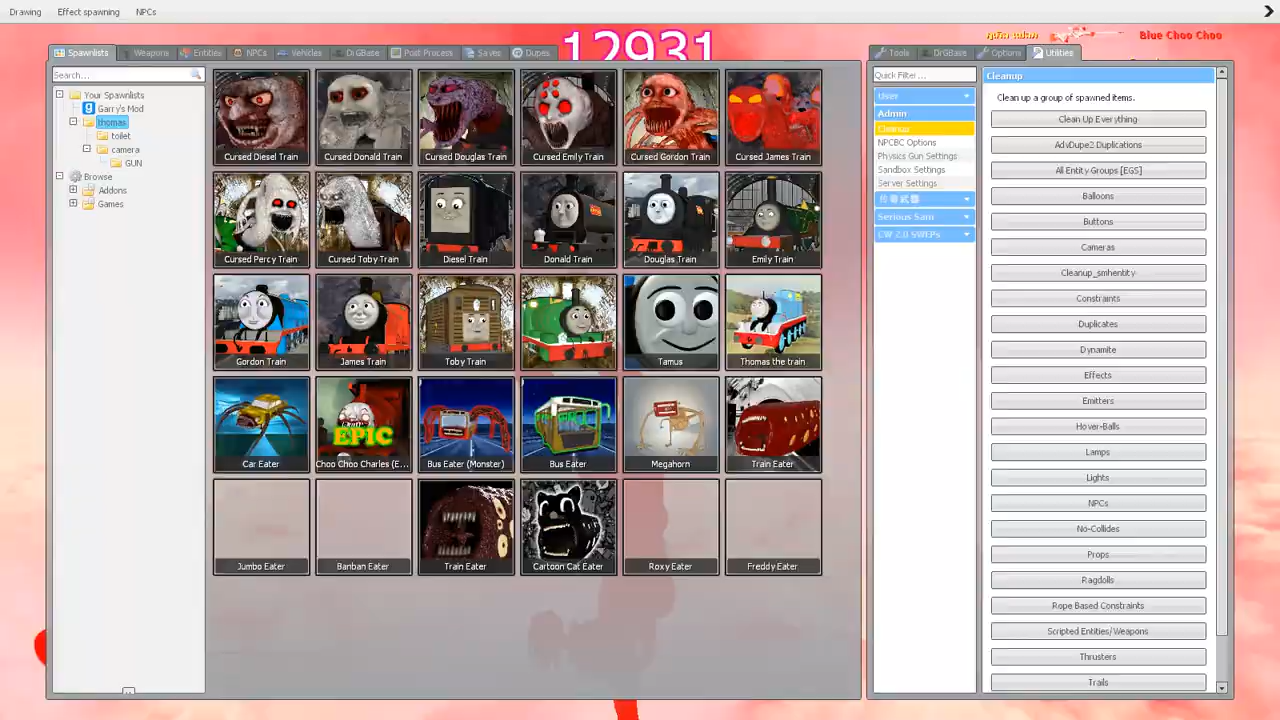 Drawing Effect spawning NPCs
12931
Blue Choo Choo
Spawnlists Weapons Entities NPCs Vehicles DrGBase Post Process Saves Dupes
Tools DrGBase Options Utilities
Search...
Your Spawnlists
Garry's Mod
thomas
toilet
camera
GUN
Browse
Addons
Games
Cursed Diesel Train Cursed Donald Train Cursed Douglas Train Cursed Emily Train Cursed Gordon Train Cursed James Train
Cursed Percy Train Cursed Toby Train Diesel Train Donald Train Douglas Train Emily Train
Gordon Train James Train Toby Train Tamus Thomas the train
EPIC
Car Eater Choo Choo Charles (E... Bus Eater (Monster) Bus Eater Megahorn Train Eater
Jumbo Eater Banban Eater Train Eater Cartoon Cat Eater Roxy Eater Freddy Eater
Quick Filter ...
User
Admin
Cleanup
NPCBC Options
Physics Gun Settings
Sandbox Settings
Server Settings
Serious Sam
CW 2.0 SWEPs
Cleanup
Clean up a group of spawned items.
Clean Up Everything
AdvDupe2 Duplications
All Entity Groups [EGS]
Balloons
Buttons
Cameras
Cleanup_smhentity
Constraints
Duplicates
Dynamite
Effects
Emitters
Hover-Balls
Lamps
Lights
NPCs
No-Collides
Props
Ragdolls
Rope Based Constraints
Scripted Entities/Weapons
Thrusters
Trails